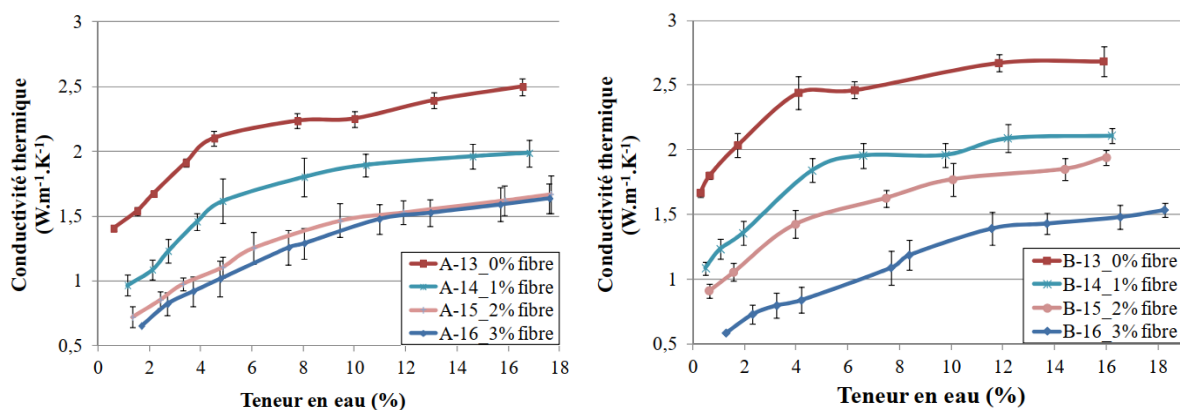 Conductivité thermique
(W.m⁻¹.K⁻¹)
3
2,5
2
1,5
1
0,5
A-13_0% fibre
A-14_1% fibre
A-15_2% fibre
A-16_3% fibre
0 2 4 6 8 10 12 14 16 18
Teneur en eau (%)
Conductivité thermique
(W.m⁻¹.K⁻¹)
3
2,5
2
1,5
1
0,5
B-13_0% fibre
B-14_1% fibre
B-15_2% fibre
B-16_3% fibre
0 2 4 6 8 10 12 14 16 18
Teneur en eau (%)